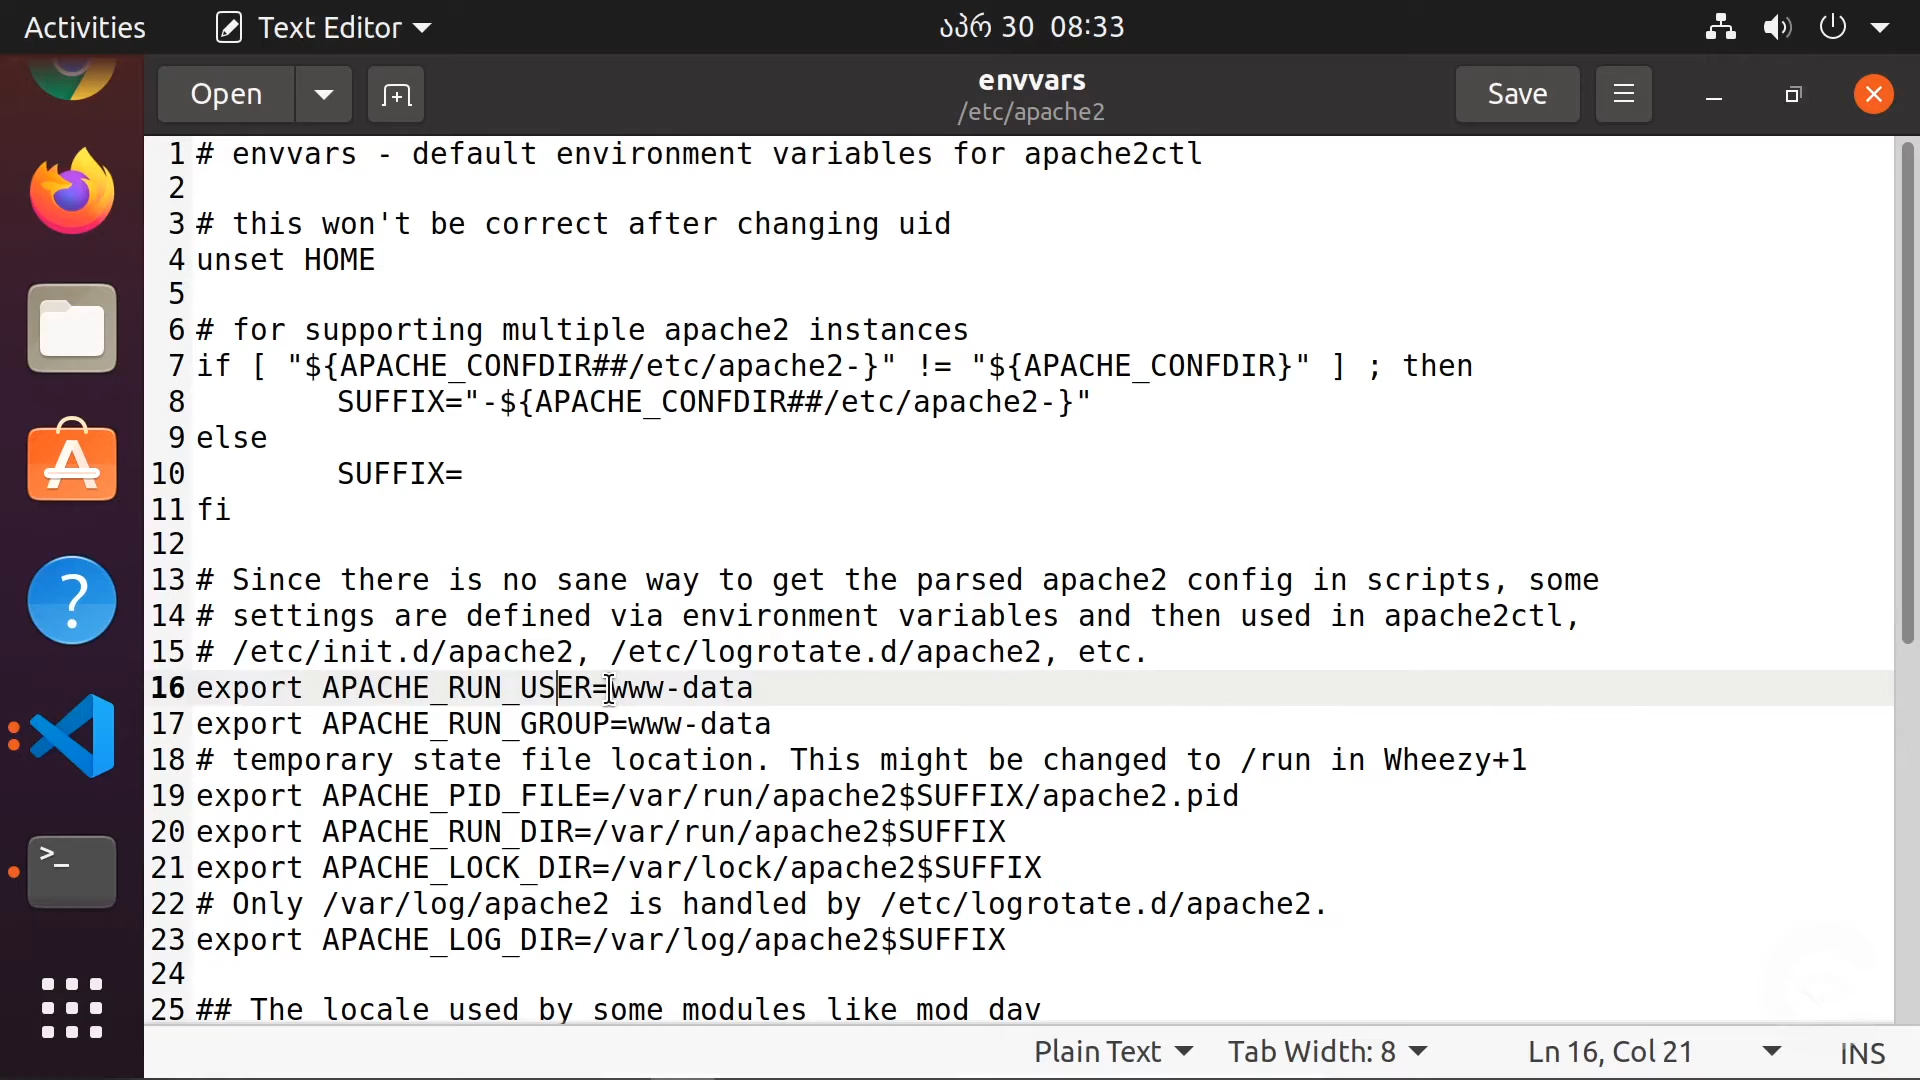 Activities
Text Editor
აპრ 30 08:33
Open
envvars
/etc/apache2
Save
1 # envvars - default environment variables for apache2ctl
2
3 # this won't be correct after changing uid
4 unset HOME
5
6 # for supporting multiple apache2 instances
7 if [ "${APACHE_CONFDIR##/etc/apache2-}" != "${APACHE_CONFDIR}" ] ; then
8 SUFFIX="-${APACHE_CONFDIR##/etc/apache2-}"
9 else
10 SUFFIX=
11 fi
12
13 # Since there is no sane way to get the parsed apache2 config in scripts, some
14 # settings are defined via environment variables and then used in apache2ctl,
15 # /etc/init.d/apache2, /etc/logrotate.d/apache2, etc.
16 export APACHE_RUN_USER=www-data
17 export APACHE_RUN_GROUP=www-data
18 # temporary state file location. This might be changed to /run in Wheezy+1
19 export APACHE_PID_FILE=/var/run/apache2$SUFFIX/apache2.pid
20 export APACHE_RUN_DIR=/var/run/apache2$SUFFIX
21 export APACHE_LOCK_DIR=/var/lock/apache2$SUFFIX
22 # Only /var/log/apache2 is handled by /etc/logrotate.d/apache2.
23 export APACHE_LOG_DIR=/var/log/apache2$SUFFIX
24
25 ## The locale used by some modules like mod_dav
Plain Text
Tab Width: 8
Ln 16, Col 21
INS